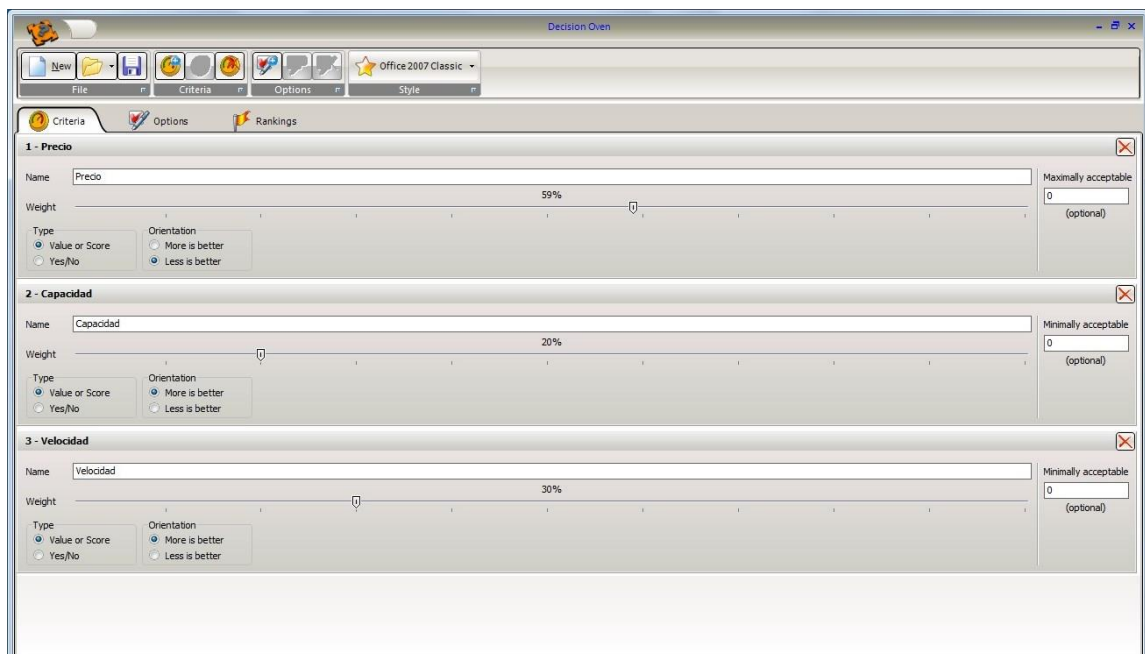 Decision Oven
New
Office 2007 Classic
File Criteria Options Style
Criteria Options Rankings
1 - Precio
Name Precio Maximally acceptable
59% 0
Weight (optional)
Type Orientation
Value or Score More is better
Yes/No Less is better
2 - Capacidad
Name Capacidad Minimally acceptable
20% 0
Weight (optional)
Type Orientation
Value or Score More is better
Yes/No Less is better
3 - Velocidad
Name Velocidad Minimally acceptable
30% 0
Weight (optional)
Type Orientation
Value or Score More is better
Yes/No Less is better